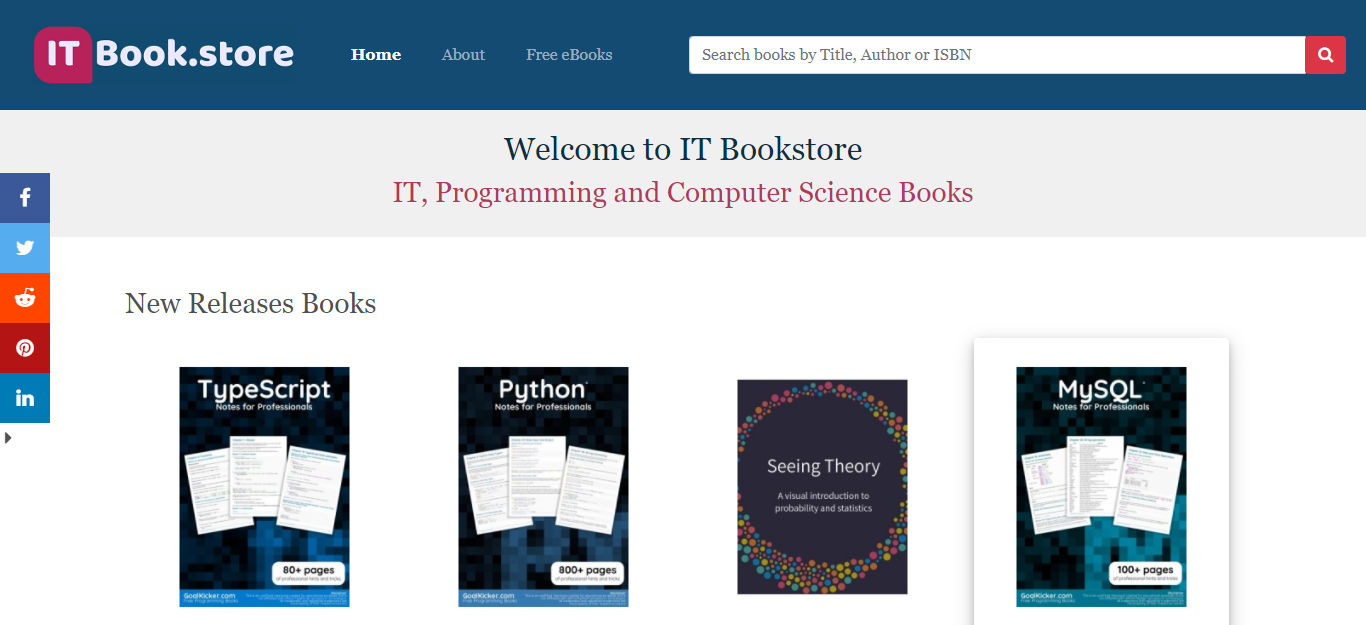 IT Book.store
Home
About
Free eBooks
Search books by Title, Author or ISBN
Welcome to IT Bookstore
IT, Programming and Computer Science Books
New Releases Books
TypeScript
Notes for Professionals
80+ pages
of professional hints and tricks
GoalKicker.com
Free Programming Books
Python
Notes for Professionals
800+ pages
of professional hints and tricks
GoalKicker.com
Free Programming Books
Seeing Theory
A visual introduction to
probability and statistics
MySQL
Notes for Professionals
100+ pages
of professional hints and tricks
GoalKicker.com
Free Programming Books